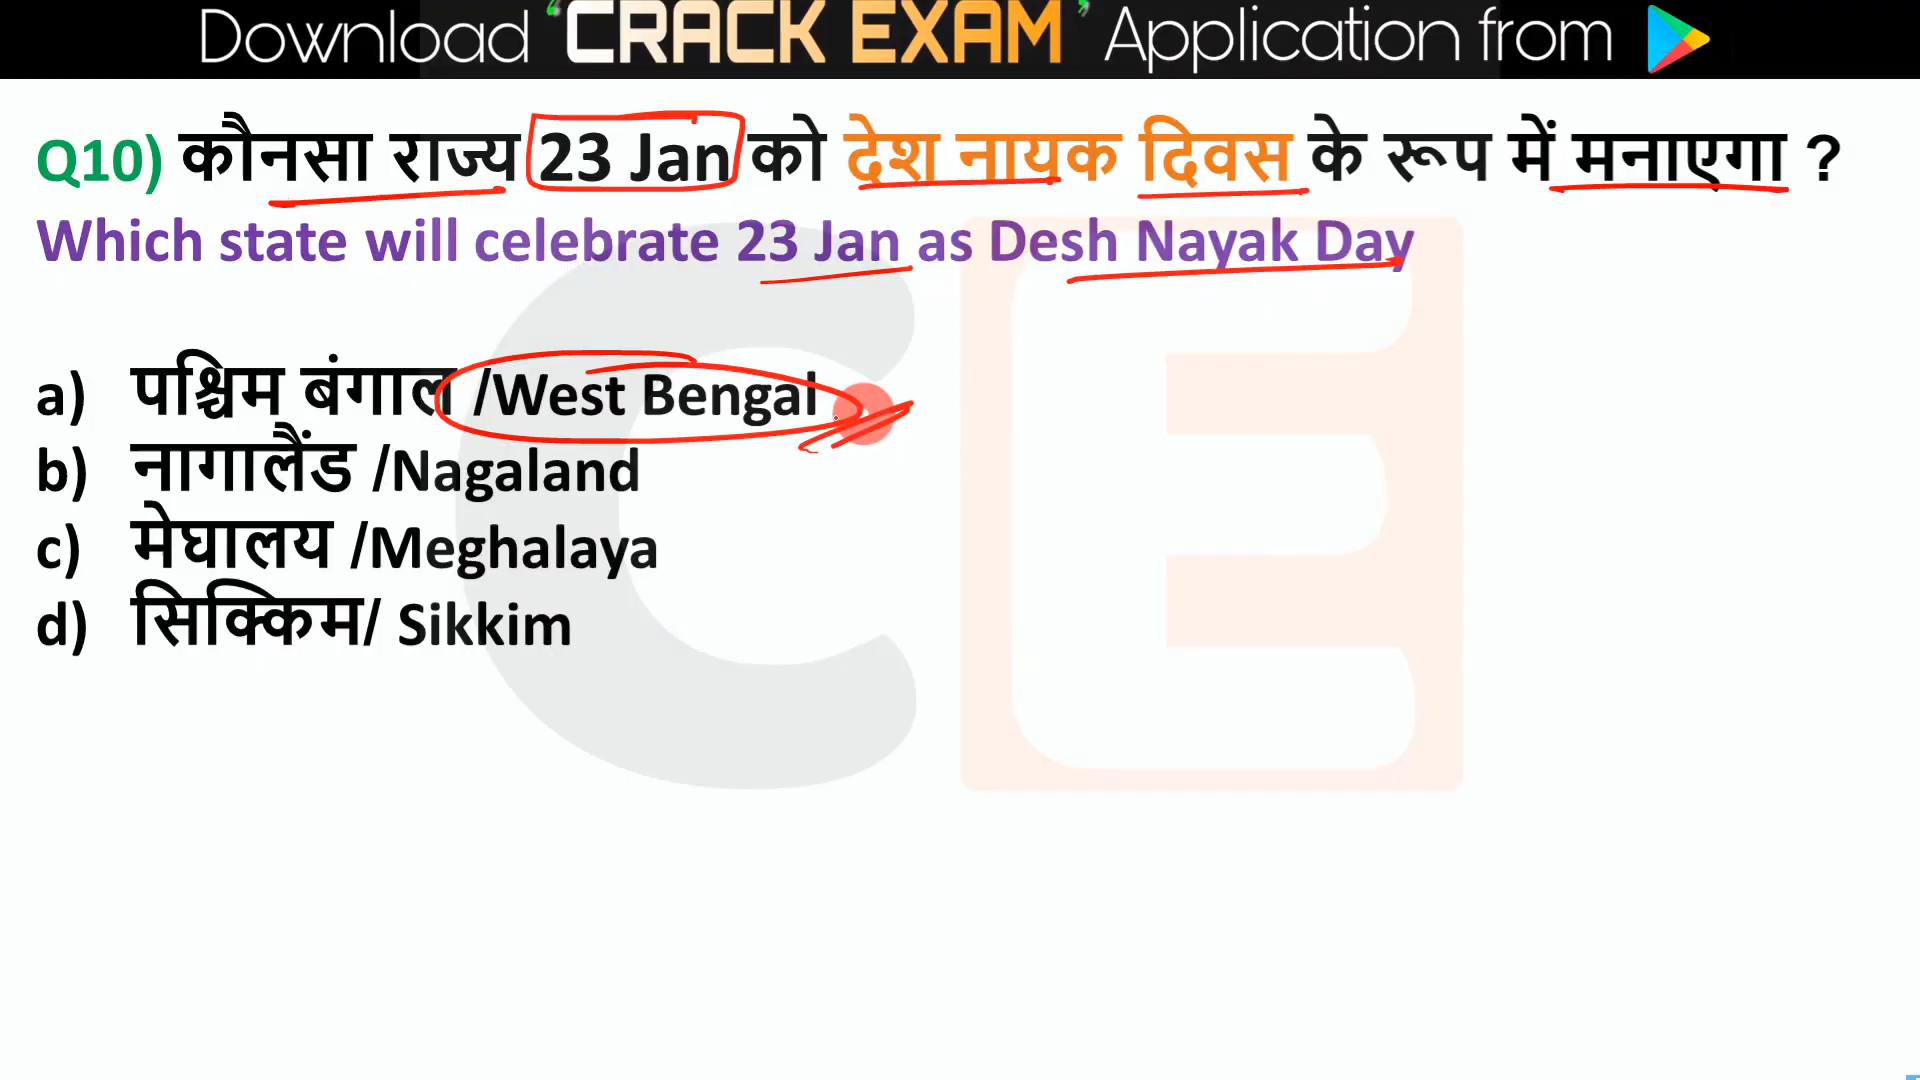 Download 'CRACK EXAM' Application from
Q10) कौनसा राज्य 23 Jan को देश नायक दिवस के रूप में मनाएगा ?
Which state will celebrate 23 Jan as Desh Nayak Day
a) पश्चिम बंगाल /West Bengal
b) नागालैंड /Nagaland
c) मेघालय /Meghalaya
d) सिक्किम/ Sikkim
CE